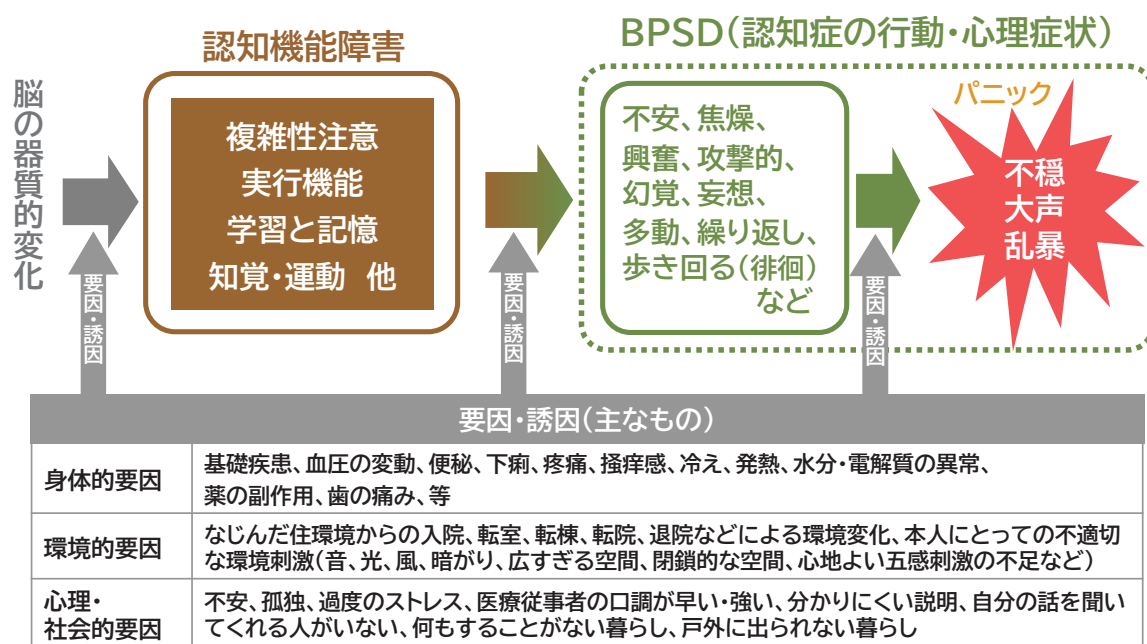 認知機能障害
BPSD(認知症の行動・心理症状)
脳の器質的変化
複雑性注意
実行機能
学習と記憶
知覚・運動 他
不安、焦燥、
興奮、攻撃的、
幻覚、妄想、
多動、繰り返し、
歩き回る(徘徊)
など
パニック
不穏
大声
乱暴
要因・誘因
要因・誘因
要因・誘因
要因・誘因(主なもの)
身体的要因
基礎疾患、血圧の変動、便秘、下痢、疼痛、掻痒感、冷え、発熱、水分・電解質の異常、
薬の副作用、歯の痛み、等
環境的要因
なじんだ住環境からの入院、転室、転棟、転院、退院などによる環境変化、本人にとっての不適切
な環境刺激(音、光、風、暗がり、広すぎる空間、閉鎖的な空間、心地よい五感刺激の不足など)
心理・
社会的要因
不安、孤独、過度のストレス、医療従事者の口調が早い・強い、分かりにくい説明、自分の話を聞い
てくれる人がいない、何もすることがない暮らし、戸外に出られない暮らし